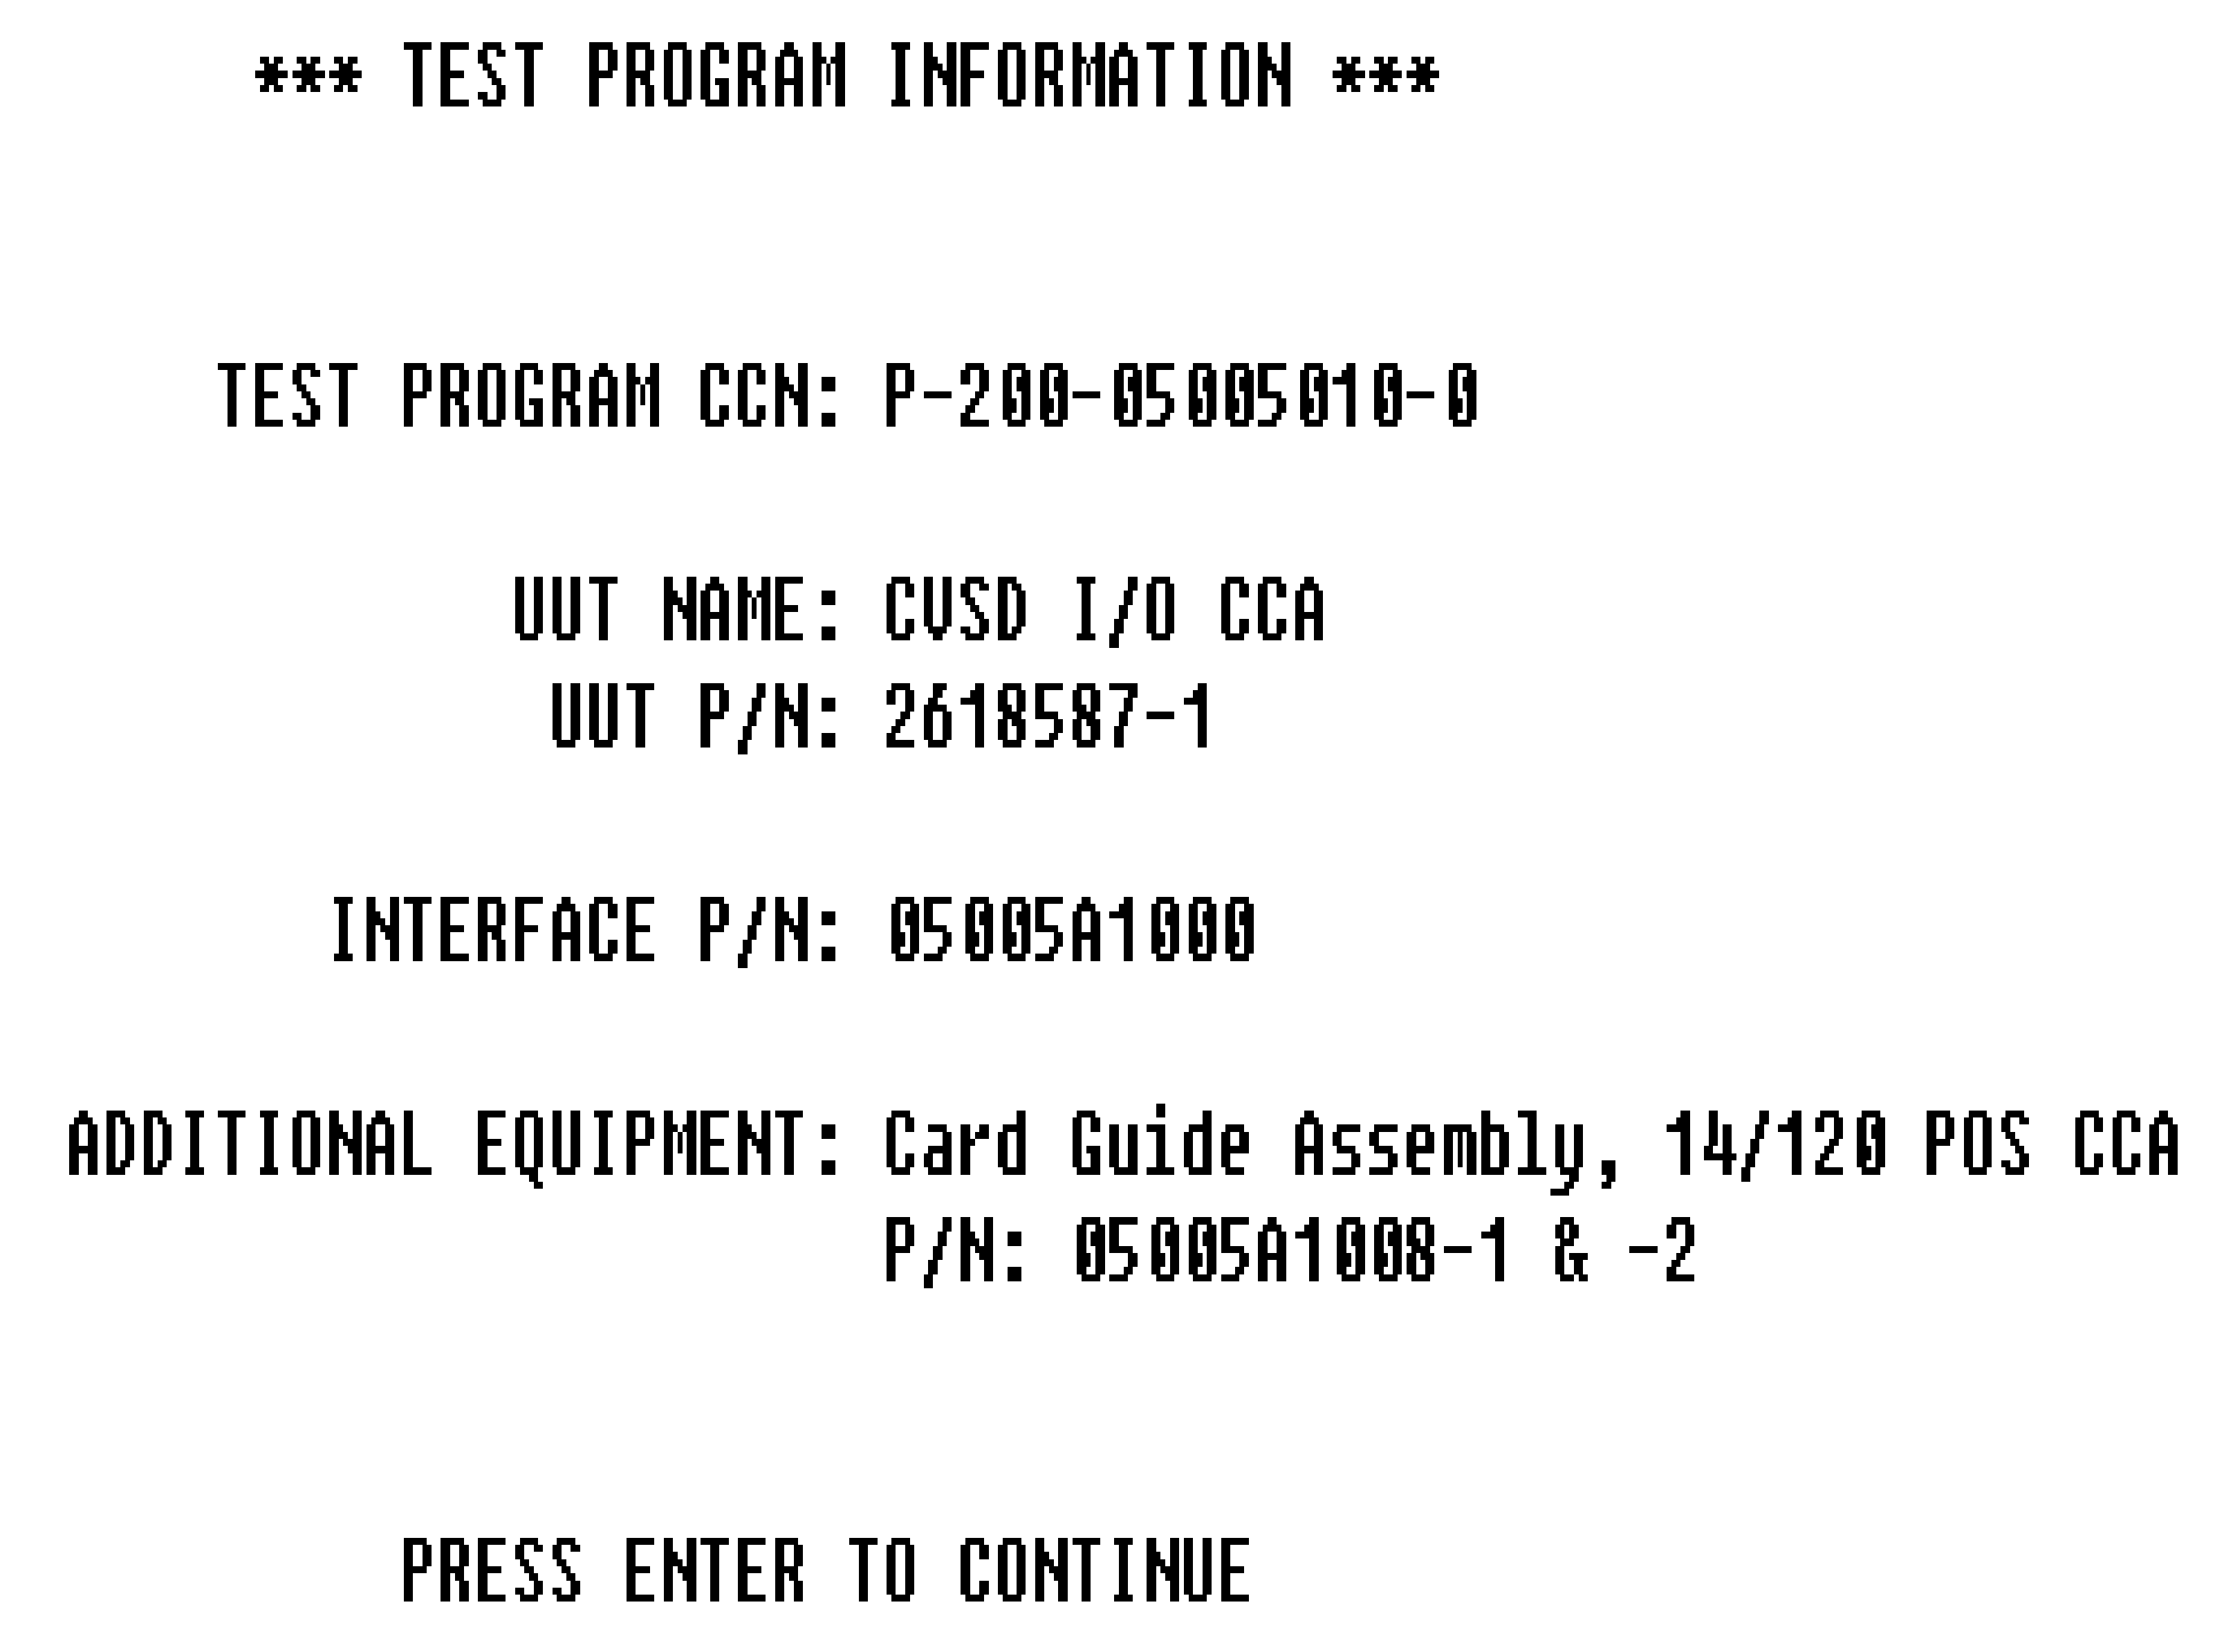 *** TEST PROGRAM INFORMATION ***
TEST PROGRAM CCN: P-200-05005010-0
UUT NAME: CVSD I/O CCA
UUT P/N: 2618587-1
INTERFACE P/N: 05005A1000
ADDITIONAL EQUIPMENT: Card Guide Assembly, 14/120 POS CCA
P/N: 05005A1008-1 & -2
PRESS ENTER TO CONTINUE